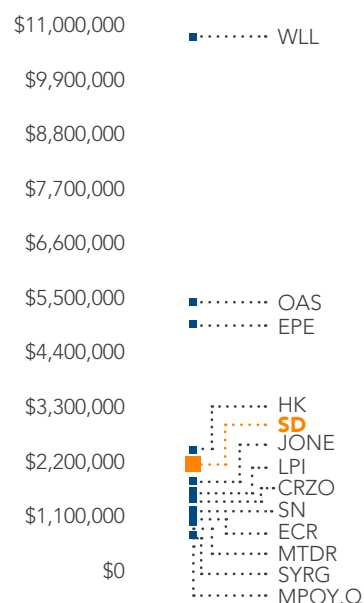 $11,000,000
WLL
$9,900,000
$8,800,000
$7,700,000
$6,600,000
$5,500,000
OAS
EPE
$4,400,000
$3,300,000
HK
SD
JONE
$2,200,000
LPI
CRZO
SN
$1,100,000
ECR
MTDR
$0
SYRG
MPOY.Q